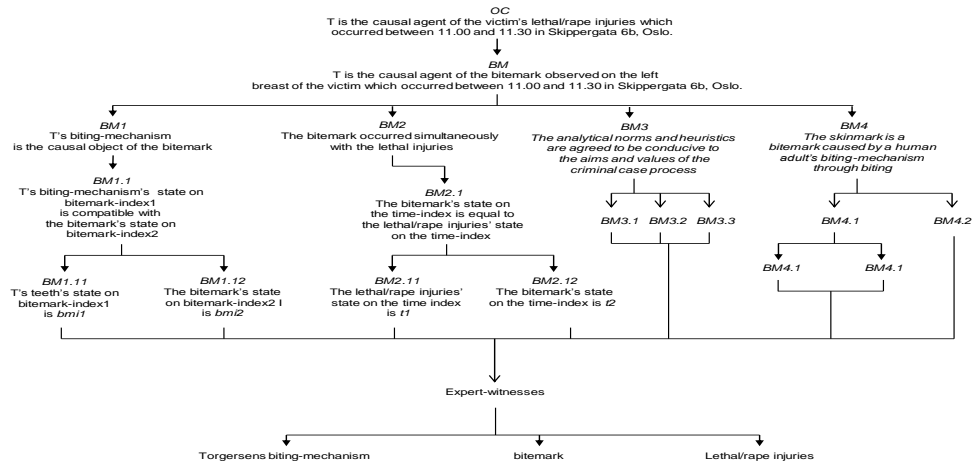 OC
T is the causal agent of the victim's lethal/rape injuries which
occurred between 11.00 and 11.30 in Skippergata 6b, Oslo.
BM
T is the causal agent of the bitemark observed on the left
breast of the victim which occurred between 11.00 and 11.30 in Skippergata 6b, Oslo.
BM1
T's biting-mechanism
is the causal object of the bitemark
BM2
The bitemark occurred simultaneously
with the lethal injuries
BM3
The analytical norms and heuristics
are agreed to be conducive to
the aims and values of the
criminal case process
BM4
The skinmark is a
bitemark caused by a human
adult's biting-mechanism
through biting
BM1.1
T's biting-mechanism's state on
bitemark-index1
is compatible with
the bitemark's state on
bitemark-index2
BM2.1
The bitemark's state on
the time-index is equal to
the lethal/rape injuries' state
on the time-index
BM3.1 BM3.2 BM3.3
BM4.1 BM4.2
BM4.1 BM4.1
BM1.11
T's teeth's state on
bitemark-index1
is bmi1
BM1.12
The bitemark's state
on bitemark-index2 I
is bmi2
BM2.11
The lethal/rape injuries'
state on the time index
is t1
BM2.12
The bitemark's state
on the time-index is t2
Expert-witnesses
Torgersens biting-mechanism bitemark Lethal/rape injuries